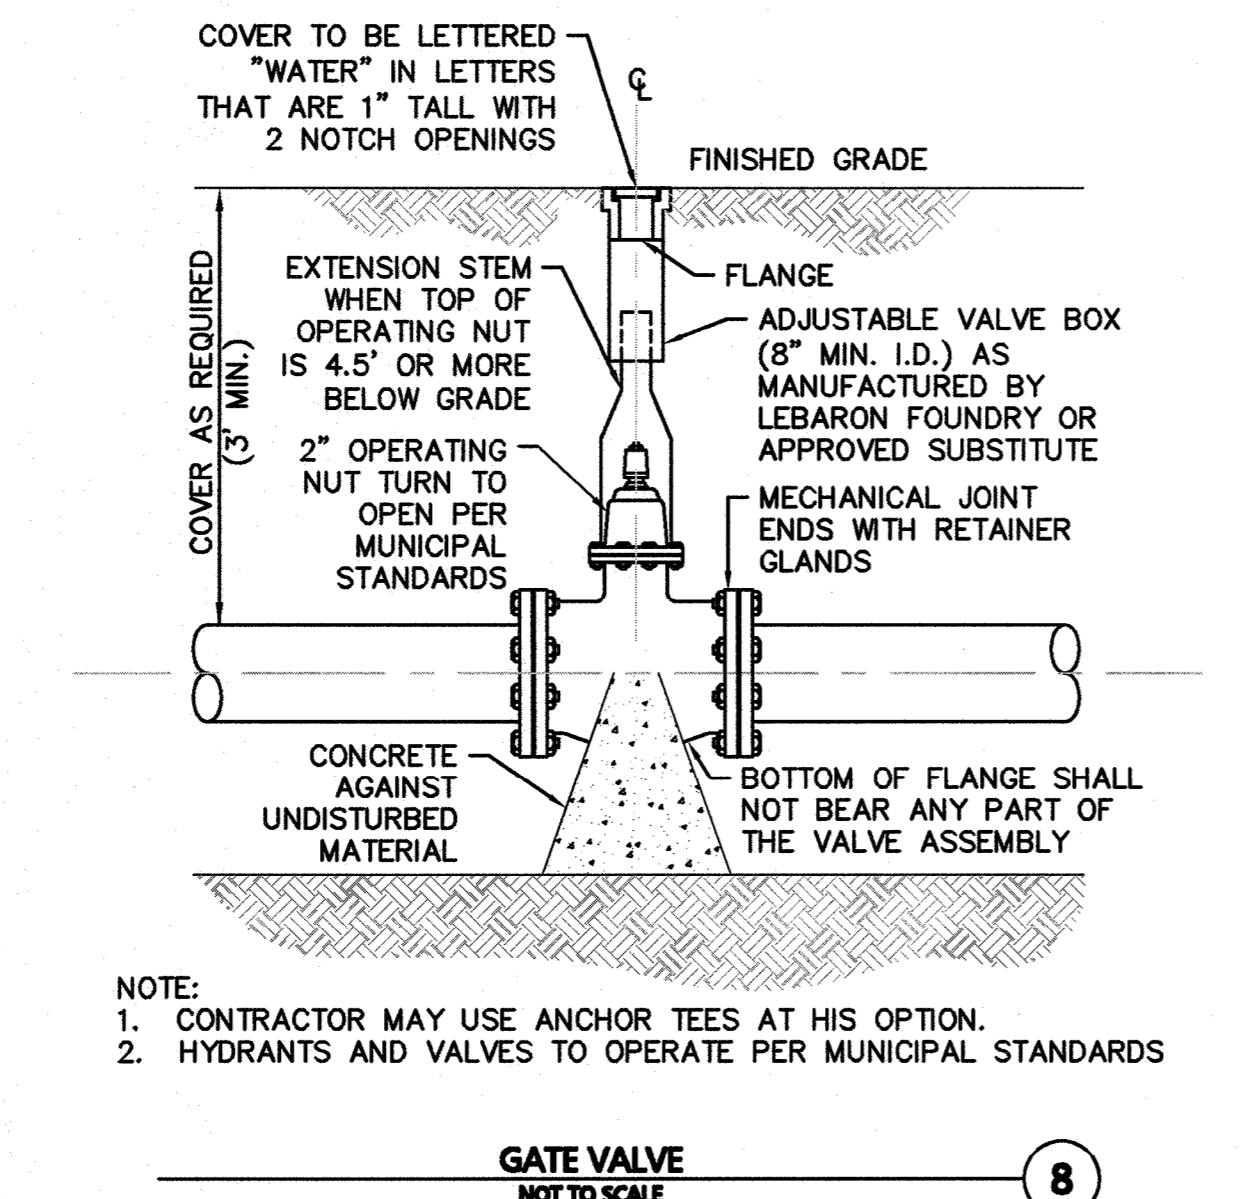 COVER TO BE LETTERED
"WATER" IN LETTERS
THAT ARE 1" TALL WITH
2 NOTCH OPENINGS
℄
FINISHED GRADE
EXTENSION STEM
WHEN TOP OF
OPERATING NUT
IS 4.5' OR MORE
BELOW GRADE
FLANGE
ADJUSTABLE VALVE BOX
(8" MIN. I.D.) AS
MANUFACTURED BY
LEBARON FOUNDRY OR
APPROVED SUBSTITUTE
COVER AS REQUIRED
(3' MIN.)
2" OPERATING
NUT TURN TO
OPEN PER
MUNICIPAL
STANDARDS
MECHANICAL JOINT
ENDS WITH RETAINER
GLANDS
CONCRETE
AGAINST
UNDISTURBED
MATERIAL
BOTTOM OF FLANGE SHALL
NOT BEAR ANY PART OF
THE VALVE ASSEMBLY
NOTE:
1. CONTRACTOR MAY USE ANCHOR TEES AT HIS OPTION.
2. HYDRANTS AND VALVES TO OPERATE PER MUNICIPAL STANDARDS
GATE VALVE
NOT TO SCALE
8